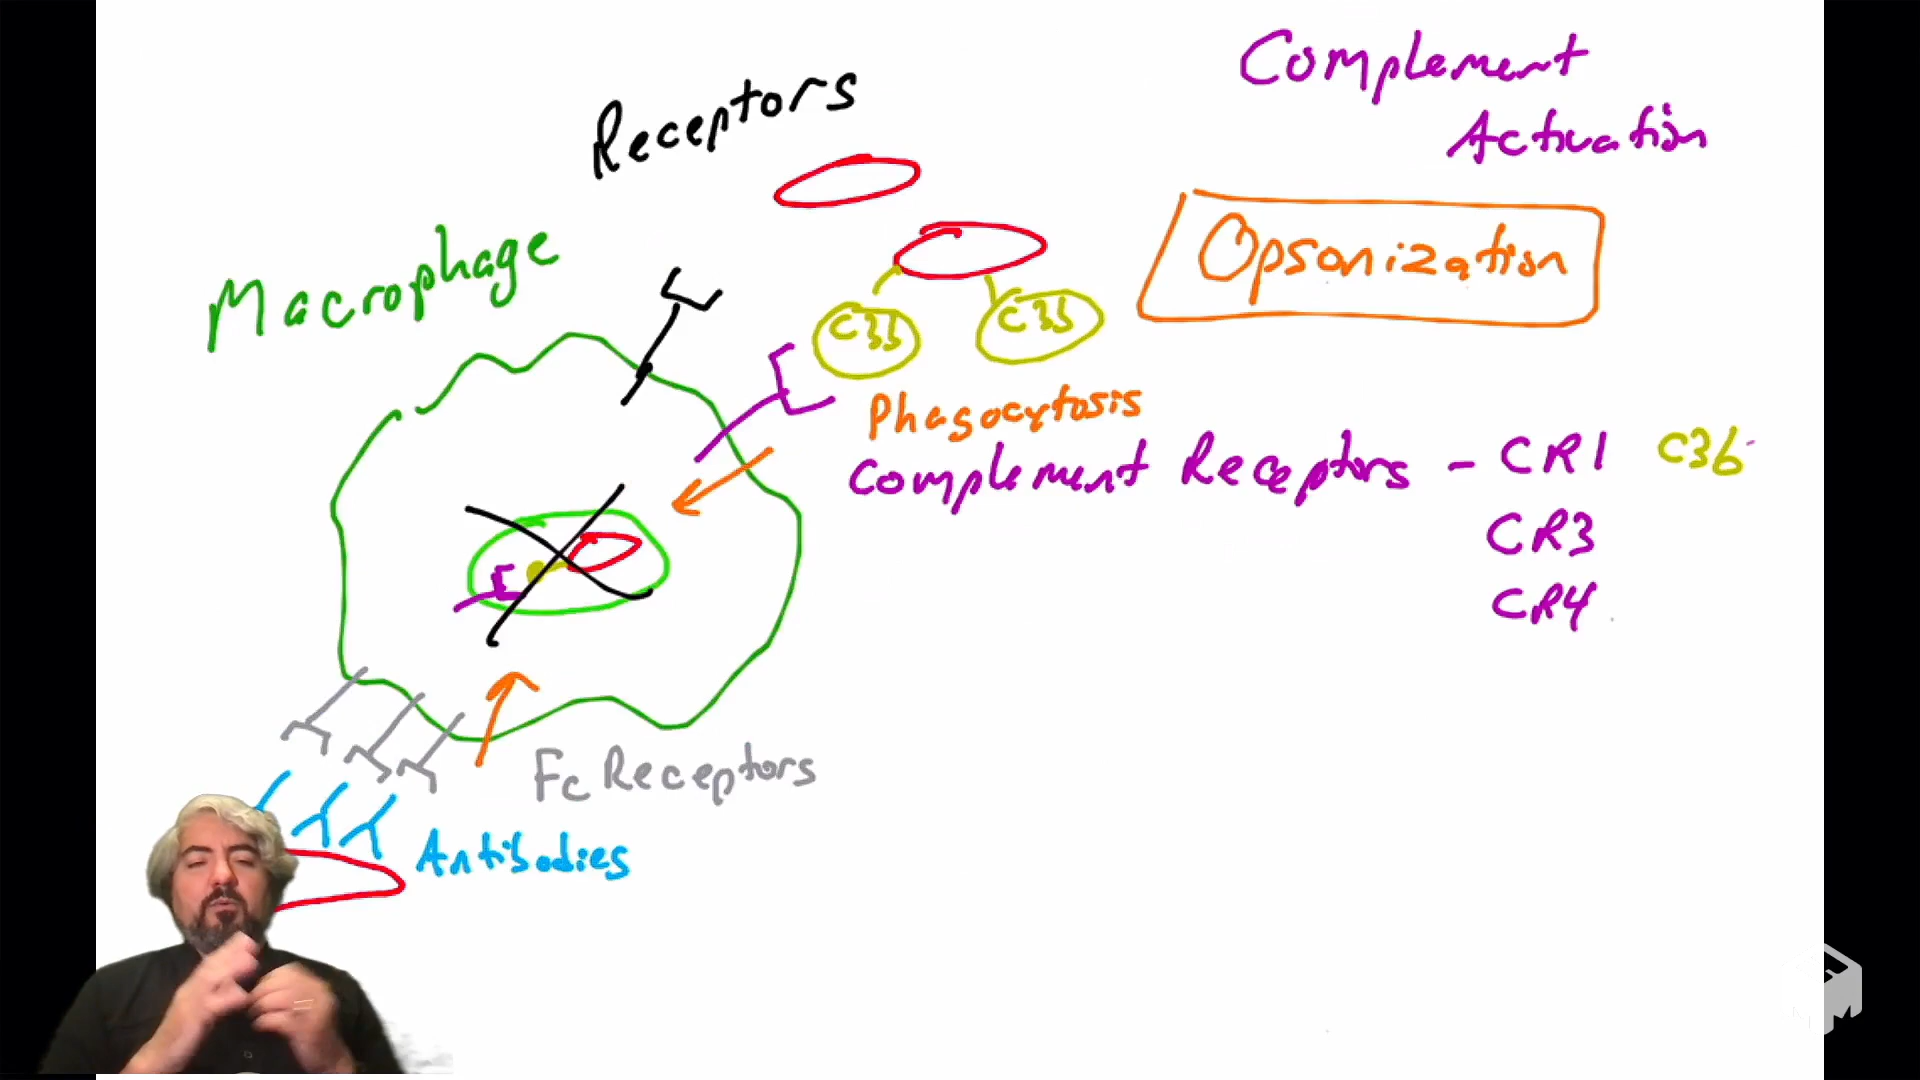 Complement
Activation
Receptors
Opsonization
Macrophage
C3b C3b
Phagocytosis
Complement Receptors - CR1 C3b
CR3
CR4
Fc Receptors
Antibodies